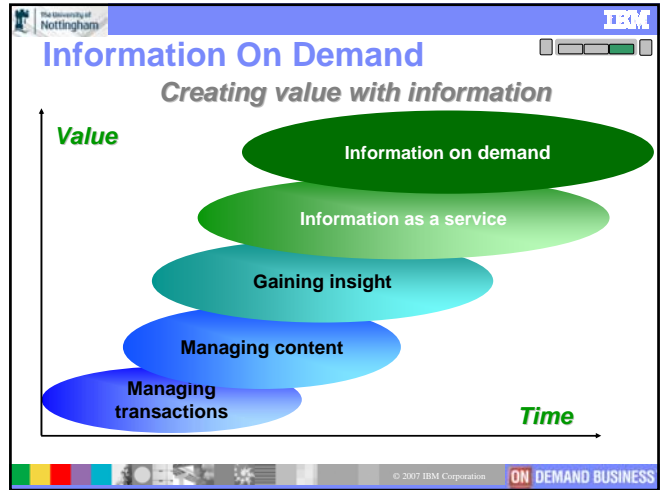 The University of
Nottingham
IBM
Information On Demand
Creating value with information
Value
Information on demand
Information as a service
Gaining insight
Managing content
Managing
transactions
Time
© 2007 IBM Corporation
ON DEMAND BUSINESS